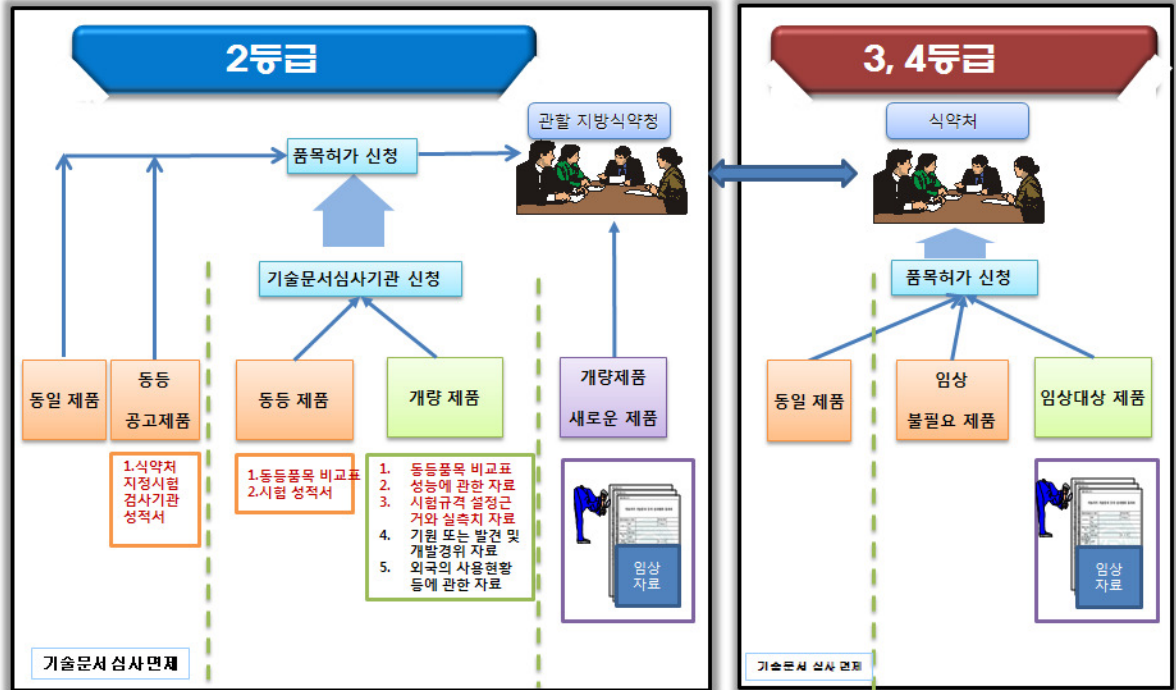 2등급
관할 지방식약청
품목허가 신청
기술문서심사기관 신청
동일 제품
동등
공고제품
동등 제품
개량 제품
개량제품
새로운 제품
1.식약처
지정시험
검사기관
성적서
1.동등품목 비교표
2.시험 성적서
1. 동등품목 비교표
2. 성능에 관한 자료
3. 시험규격 설정근
거와 실측치 자료
4. 기원 또는 발견 및
개발경위 자료
5. 외국의 사용현황
등에 관한 자료
임상
자료
기술문서 심사 면제
3, 4등급
식약처
품목허가 신청
동일 제품
임상
불필요 제품
임상대상 제품
임상
자료
기술문서 심사 면제